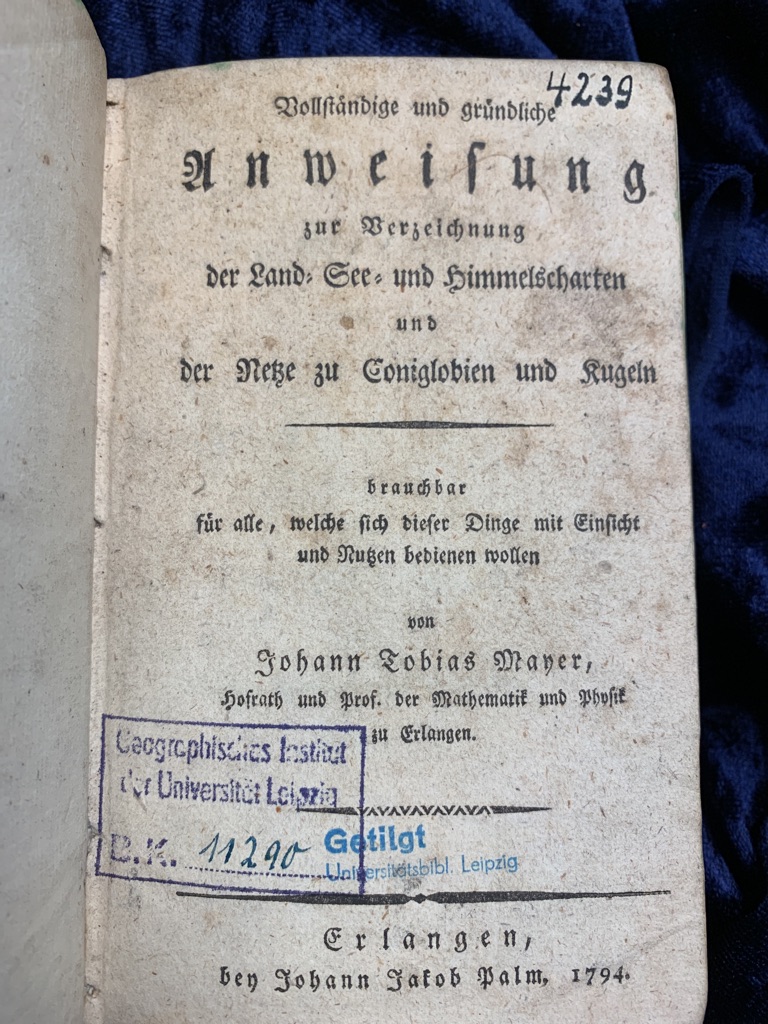 4239
Vollständige und gründliche
Anweisung
zur Verzeichnung
der Land- See- und Himmelscharten
und
der Netze zu Coniglobien und Kugeln
brauchbar
für alle, welche sich dieser Dinge mit Einsicht
und Nutzen bedienen wollen
von
Johann Tobias Mayer,
Hofrath und Prof. der Mathematik und Physik
zu Erlangen.
Geographisches Institut
der Universität Leipzig
B.K. 11290
Getilgt
Universitätsbibl. Leipzig
Erlangen,
bey Johann Jakob Palm, 1794.